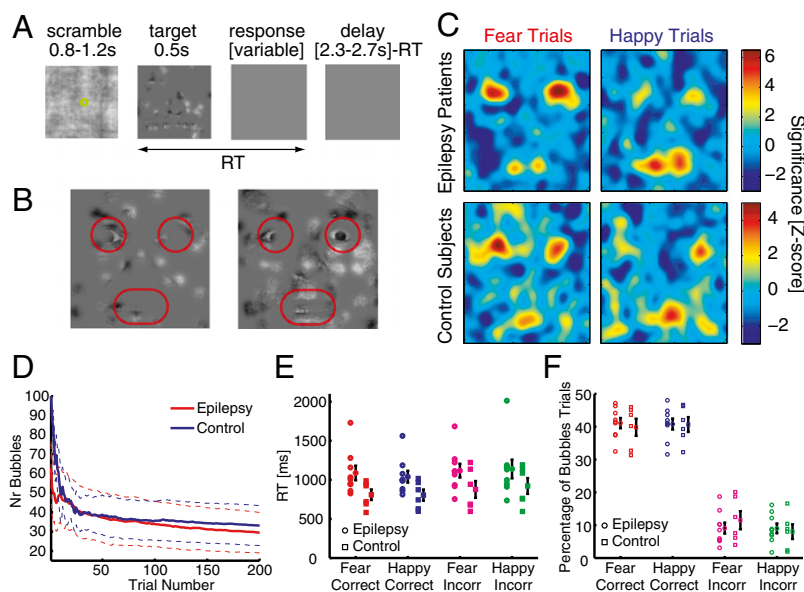 A
scramble
0.8-1.2s
target
0.5s
response
[variable]
delay
[2.3-2.7s]-RT
RT
B
C
Fear Trials
Happy Trials
Epilepsy Patients
Control Subjects
6
4
2
0
−2
4
2
0
−2
Significance [Z-score]
D
100
90
80
70
60
50
40
30
20
Nr Bubbles
Epilepsy
Control
50
100
150
200
Trial Number
E
2000
1600
1200
1000
600
RT [ms]
Epilepsy
Control
Fear
Correct
Happy
Correct
Fear
Incorr
Happy
Incorr
F
50
40
30
20
10
0
Percentage of Bubbles Trials
Epilepsy
Control
Fear
Correct
Happy
Correct
Fear
Incorr
Happy
Incorr